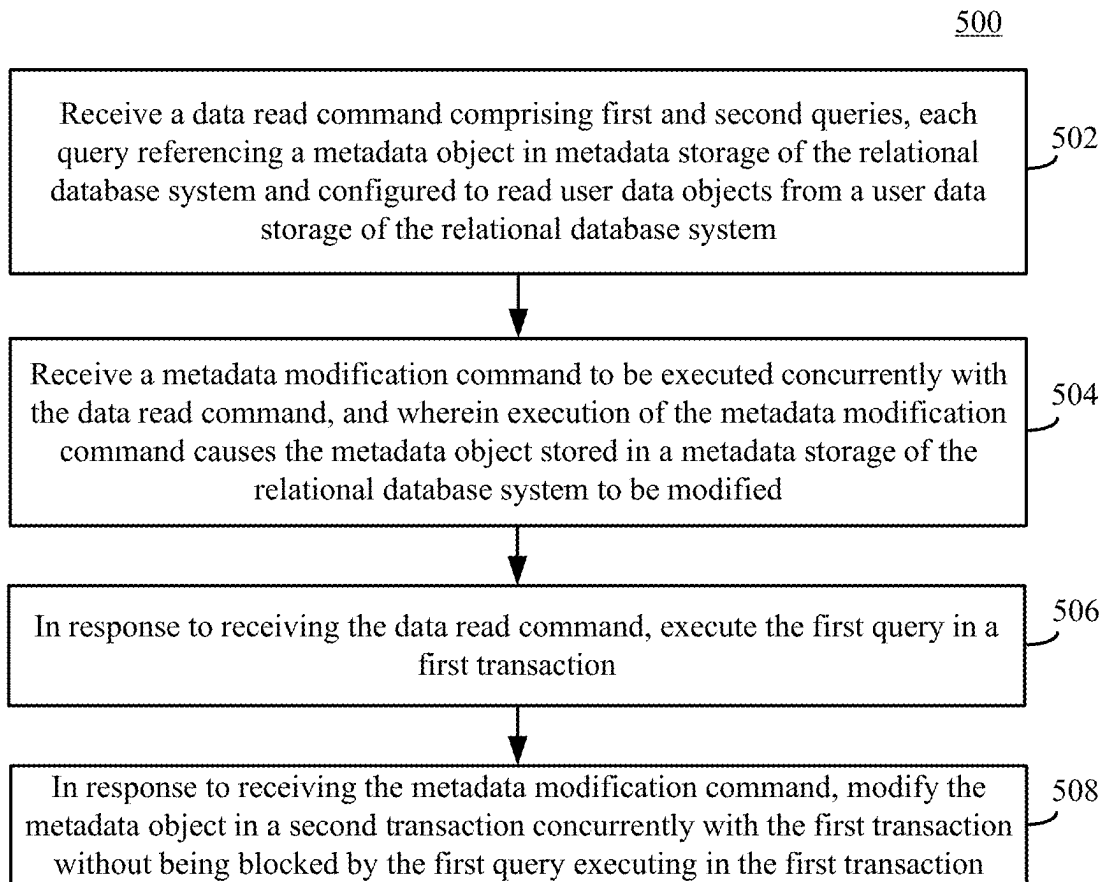 500
Receive a data read command comprising first and second queries, each
query referencing a metadata object in metadata storage of the relational
database system and configured to read user data objects from a user data
storage of the relational database system
502
Receive a metadata modification command to be executed concurrently with
the data read command, and wherein execution of the metadata modification
command causes the metadata object stored in a metadata storage of the
relational database system to be modified
504
In response to receiving the data read command, execute the first query in a
first transaction
506
In response to receiving the metadata modification command, modify the
metadata object in a second transaction concurrently with the first transaction
without being blocked by the first query executing in the first transaction
508